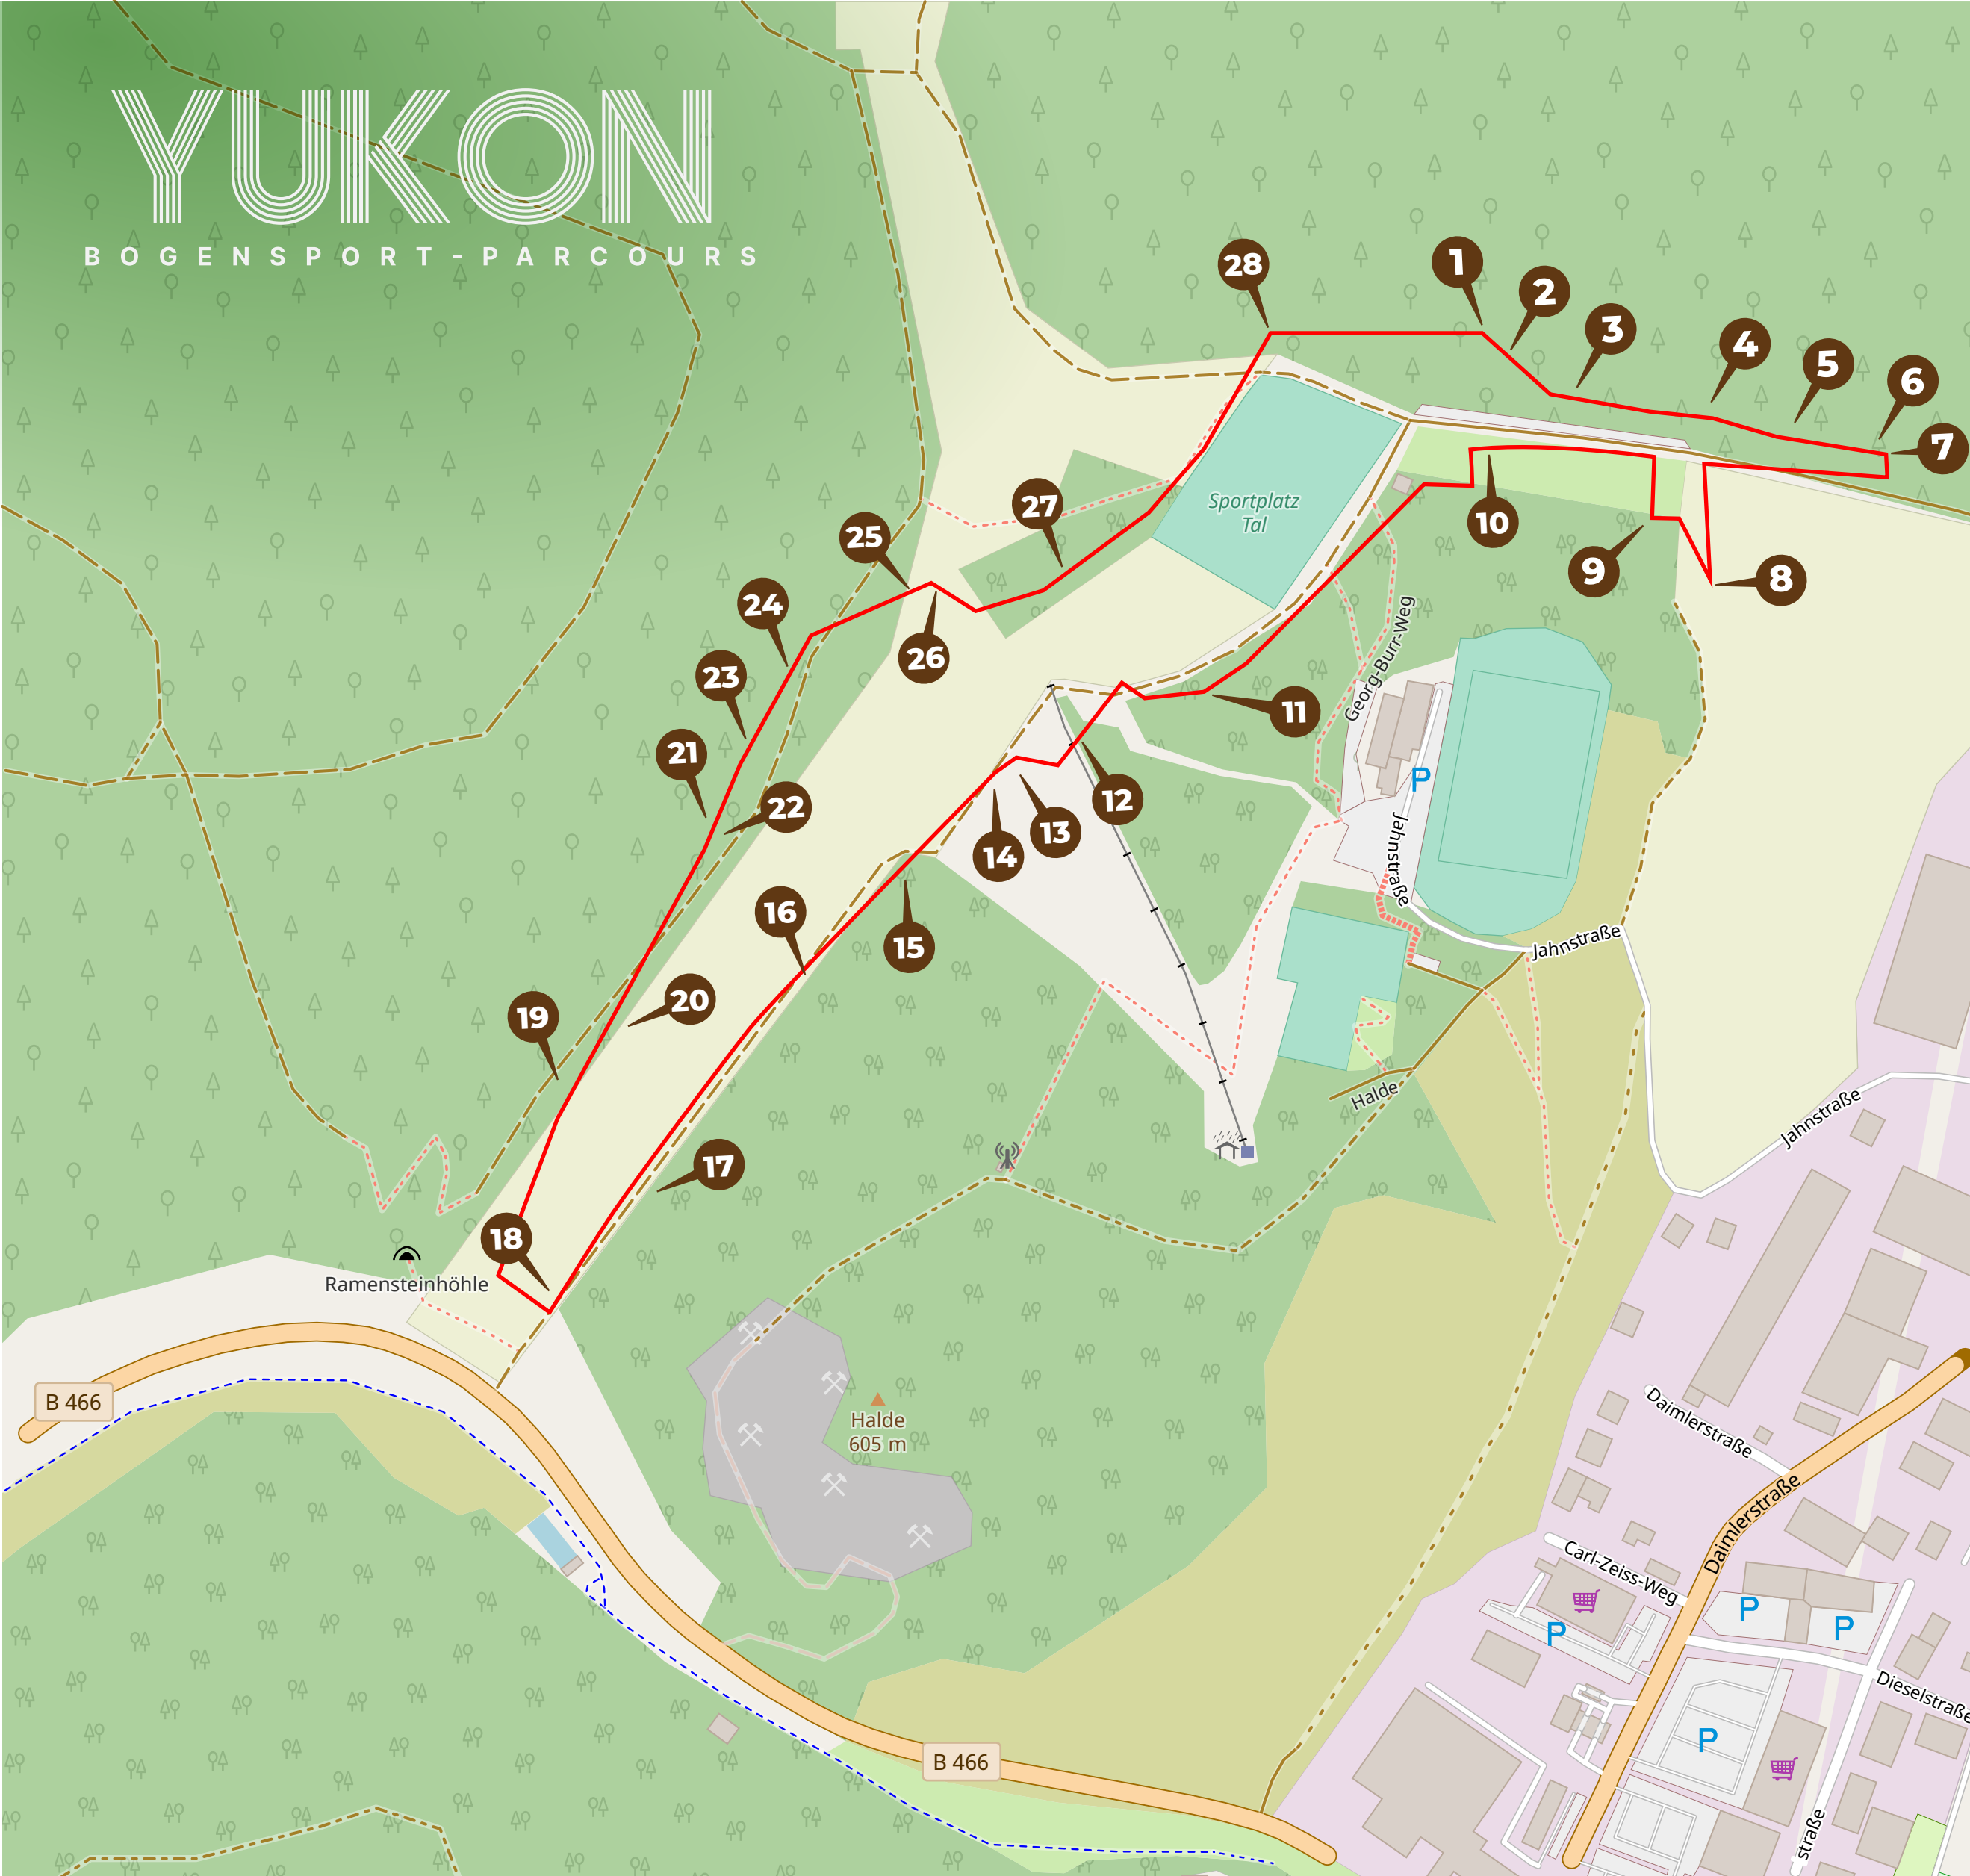 YUKON
BOGENSPORT-PARCOURS
28
1
2
3
4
5
6
7
8
9
10
11
12
13
14
15
16
17
18
19
20
21
22
23
24
25
26
27
Sportplatz
Tal
Georg-Burr-Weg
P
Jahnstraße
Jahnstraße
Jahnstraße
Halde
Ramensteinhöhle
B 466
Halde
605 m
B 466
Daimlerstraße
Daimlerstraße
Carl-Zeiss-Weg
P
P
P
P
Dieselstraße
straße